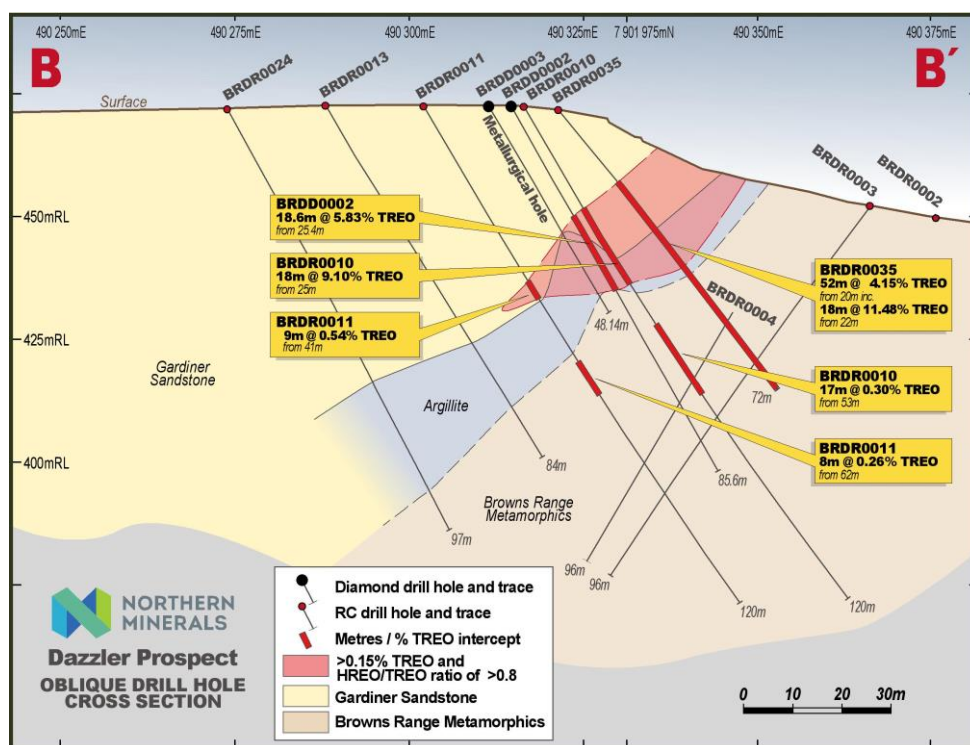 490 250mE
490 275mE
490 300mE
490 325mE
7 901 975mN
490 350mE
490 375mE
B
B´
Surface
BRDR0024
BRDR0013
BRDR0011
BRDD0003
BRDD0002
BRDR0010
BRDR0035
BRDR0003
BRDR0002
Metallurgical hole
450mRL
425mRL
400mRL
BRDD0002
18.6m @ 5.83% TREO
from 25.4m
BRDR0010
18m @ 9.10% TREO
from 25m
BRDR0011
9m @ 0.54% TREO
from 41m
BRDR0035
52m @ 4.15% TREO
from 20m inc.
18m @ 11.48% TREO
from 22m
BRDR0010
17m @ 0.30% TREO
from 53m
BRDR0011
8m @ 0.26% TREO
from 62m
BRDR0004
48.14m
72m
84m
85.6m
97m
96m
96m
120m
120m
Gardiner
Sandstone
Argillite
Browns Range
Metamorphics
NORTHERN
MINERALS
Dazzler Prospect
OBLIQUE DRILL HOLE
CROSS SECTION
Diamond drill hole and trace
RC drill hole and trace
Metres / % TREO intercept
>0.15% TREO and
HREO/TREO ratio of >0.8
Gardiner Sandstone
Browns Range Metamorphics
0 10 20 30m